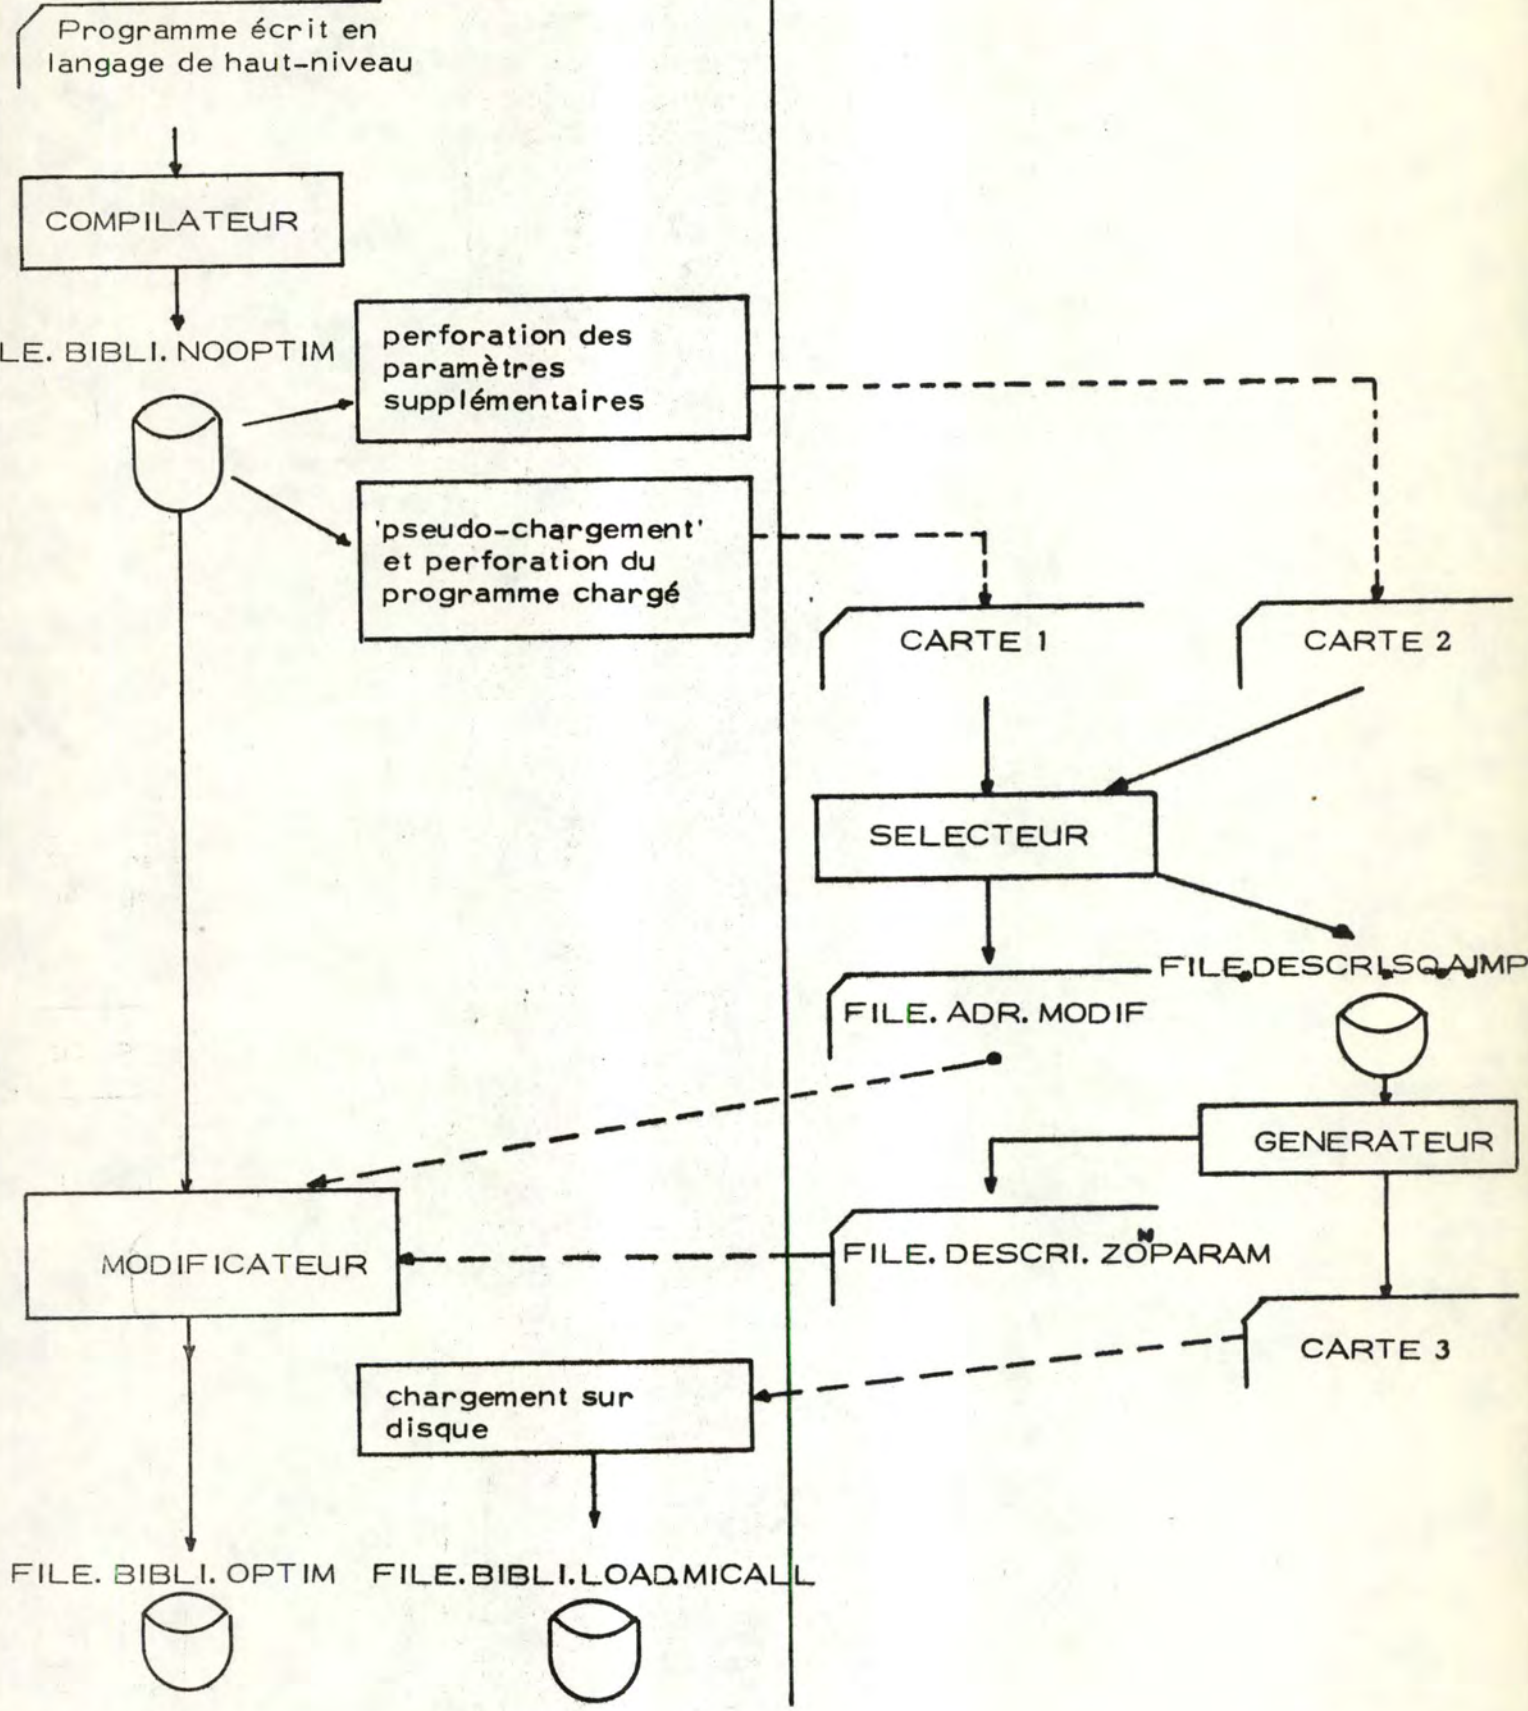 Programme écrit en
langage de haut-niveau
COMPILATEUR
LE. BIBLI. NOOPTIM
perforation des
paramètres
supplémentaires
'pseudo-chargement'
et perforation du
programme chargé
CARTE 1
CARTE 2
SELECTEUR
FILE.DESCRI.SQ.A.IMP
FILE. ADR. MODIF
GENERATEUR
MODIFICATEUR
FILE. DESCRI. ZONPARAM
CARTE 3
chargement sur
disque
FILE. BIBLI. OPTIM
FILE.BIBLI.LOAD.MICALL